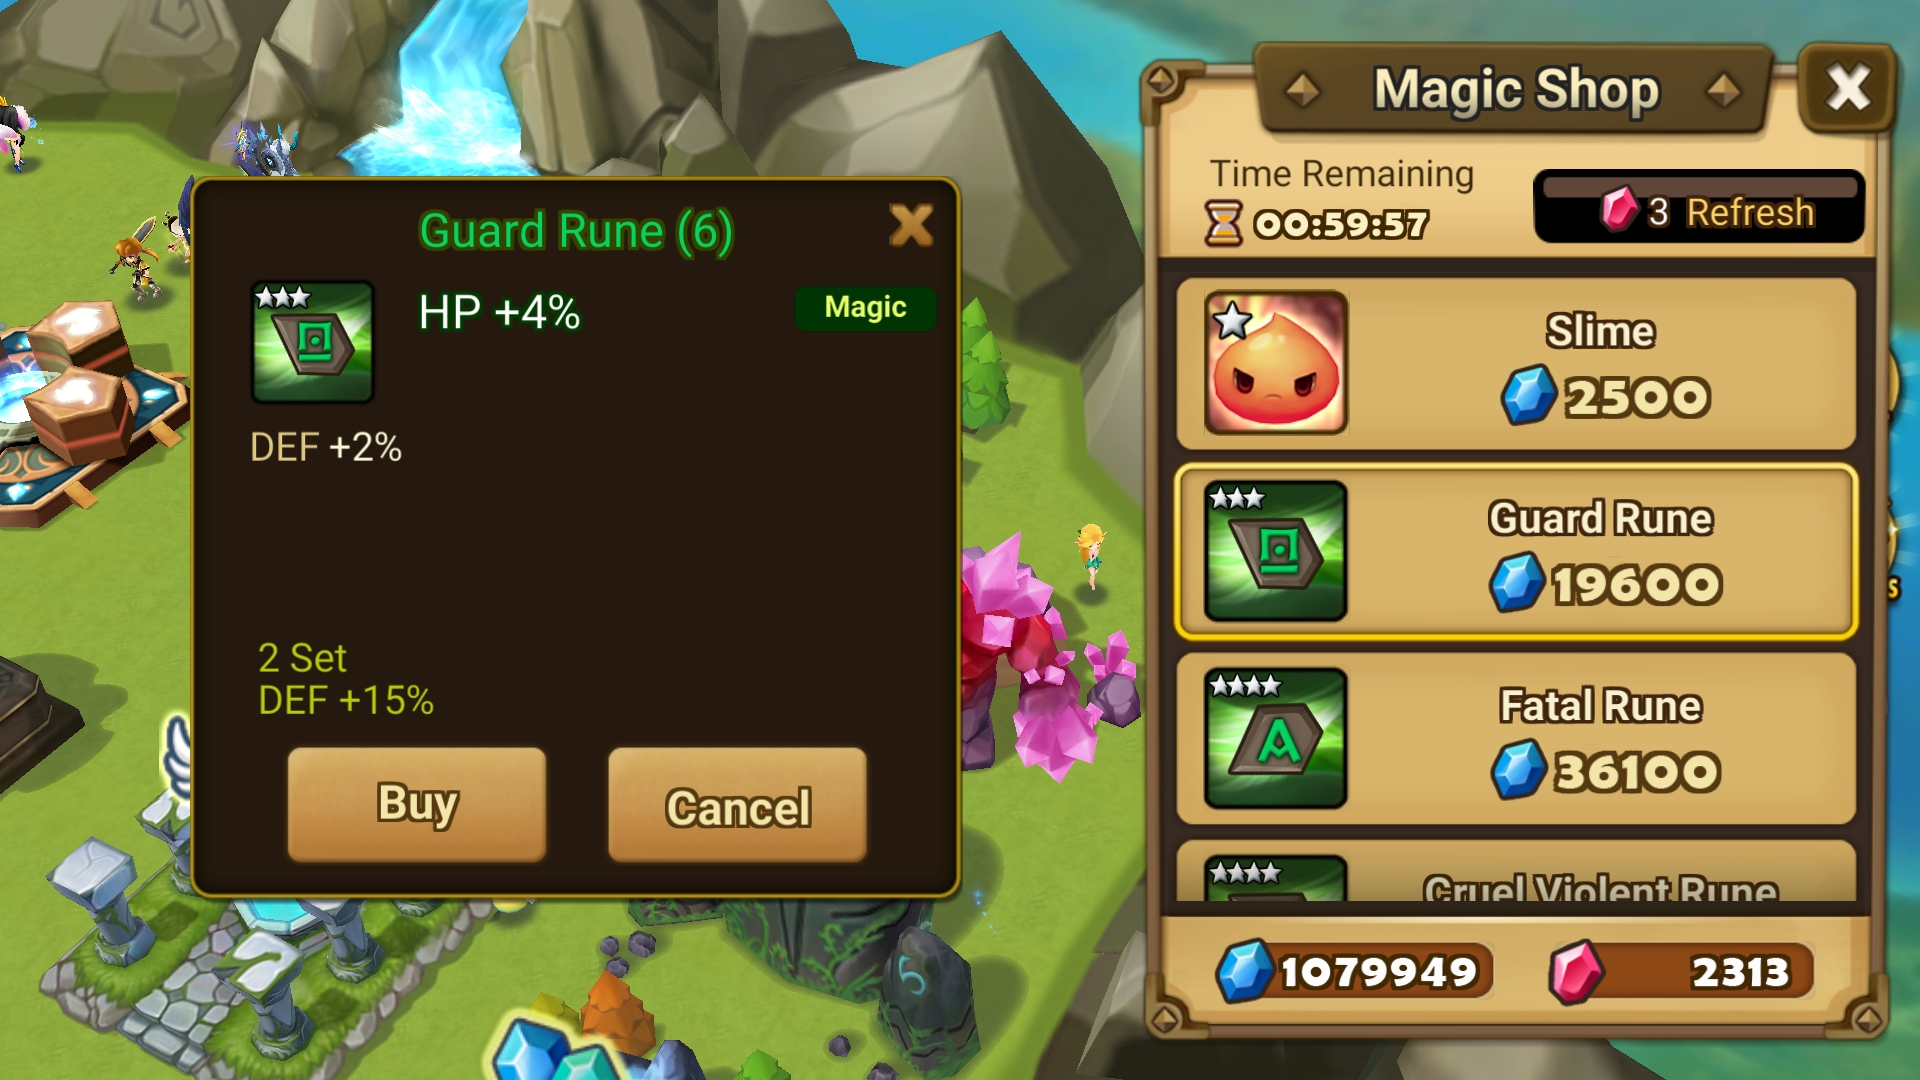 Guard Rune (6)
HP +4%
Magic
DEF +2%
2 Set
DEF +15%
Buy
Cancel
Magic Shop
Time Remaining
00:59:57
3 Refresh
Slime
2500
Guard Rune
19600
Fatal Rune
36100
Cruel Violent Rune
1079949
2313